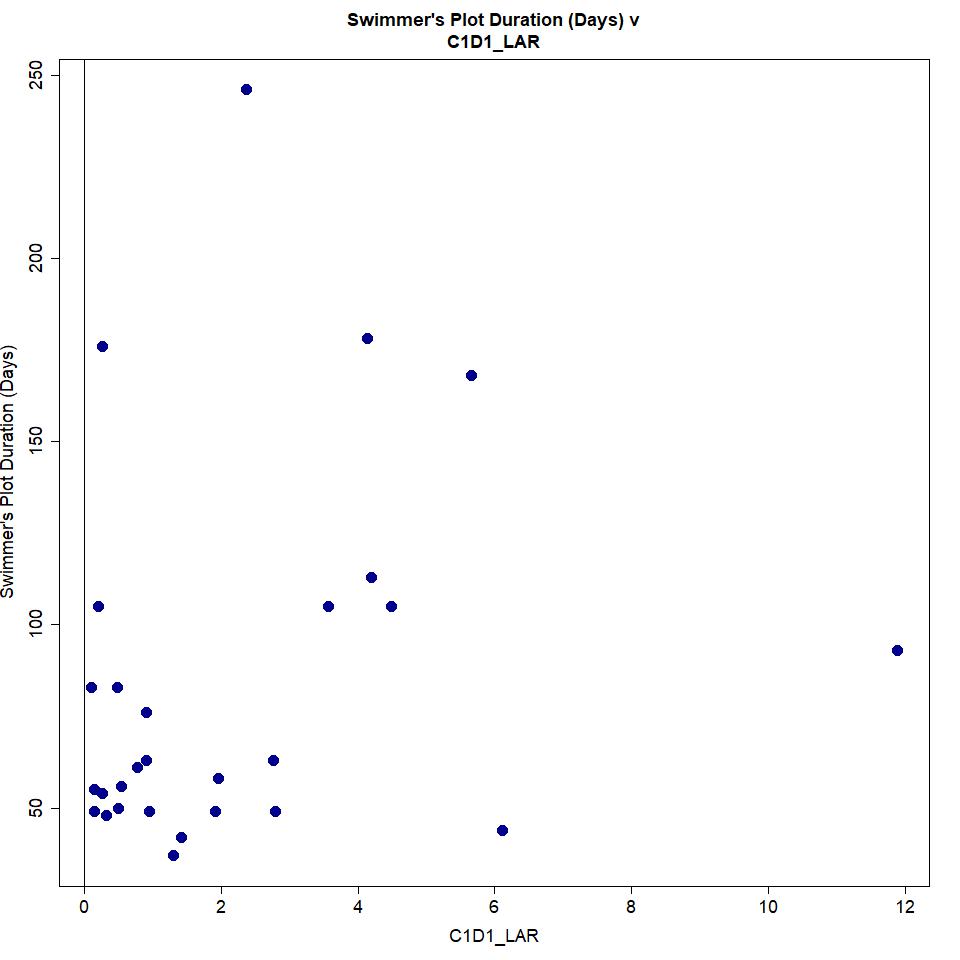 Swimmer's Plot Duration (Days) v
C1D1_LAR
250
200
150
100
50
Swimmer's Plot Duration (Days)
0 2 4 6 8 10 12
C1D1_LAR